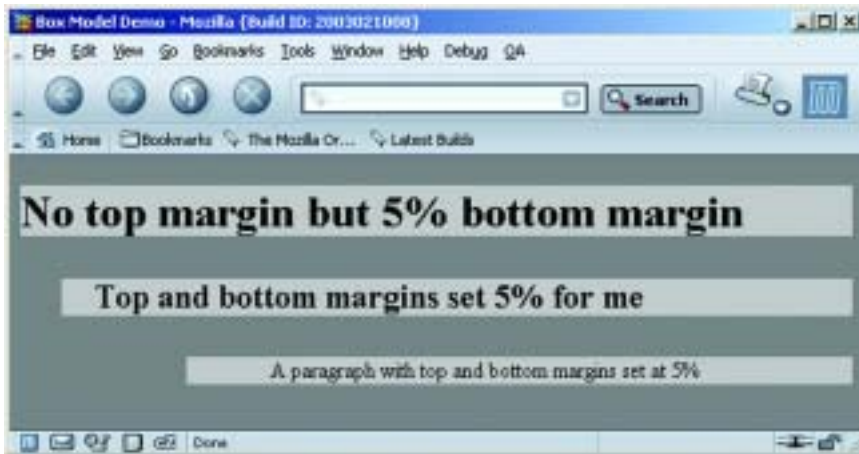 Box Model Demo - Mozilla {Build ID: 2003021008}
File Edit View Go Bookmarks Tools Window Help Debug QA
Search
Home Bookmarks The Mozilla Or... Latest Builds
No top margin but 5% bottom margin
Top and bottom margins set 5% for me
A paragraph with top and bottom margins set at 5%
Done